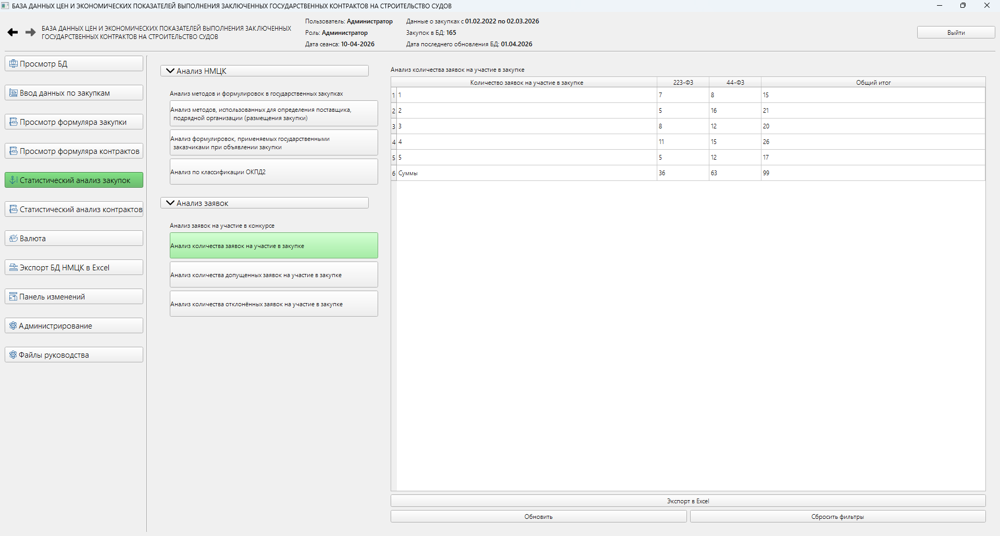 БАЗА ДАННЫХ ЦЕН И ЭКОНОМИЧЕСКИХ ПОКАЗАТЕЛЕЙ ВЫПОЛНЕНИЯ ЗАКЛЮЧЕННЫХ ГОСУДАРСТВЕННЫХ КОНТРАКТОВ НА СТРОИТЕЛЬСТВО СУДОВ
БАЗА ДАННЫХ ЦЕН И ЭКОНОМИЧЕСКИХ ПОКАЗАТЕЛЕЙ ВЫПОЛНЕНИЯ ЗАКЛЮЧЕННЫХ
ГОСУДАРСТВЕННЫХ КОНТРАКТОВ НА СТРОИТЕЛЬСТВО СУДОВ
Пользователь: Администратор
Роль: Администратор
Дата сеанса: 10-04-2026
Данные о закупках с 01.02.2022 по 02.03.2026
Закупок в БД: 165
Дата последнего обновления БД: 01.04.2026
Выйти
Просмотр БД
Ввод данных по закупкам
Просмотр формуляра закупки
Просмотр формуляра контрактов
Статистический анализ закупок
Статистический анализ контрактов
Валюта
Экспорт БД НМЦК в Excel
Панель изменений
Администрирование
Файлы руководства
Анализ НМЦК
Анализ методов и формулировок в государственных закупках
Анализ методов, использованных для определения поставщика,
подрядной организации (размещения закупки)
Анализ формулировок, применяемых государственными
заказчиками при объявлении закупки
Анализ по классификации ОКПД2
Анализ заявок
Анализ заявок на участие в конкурсе
Анализ количества заявок на участие в закупке
Анализ количества допущенных заявок на участие в закупке
Анализ количества отклонённых заявок на участие в закупке
Анализ количества заявок на участие в закупке
Количество заявок на участие в закупке 223-ФЗ 44-ФЗ Общий итог
1 1 7 8 15
2 2 5 16 21
3 3 8 12 20
4 4 11 15 26
5 5 5 12 17
6 Суммы 36 63 99
Экспорт в Excel
Обновить
Сбросить фильтры